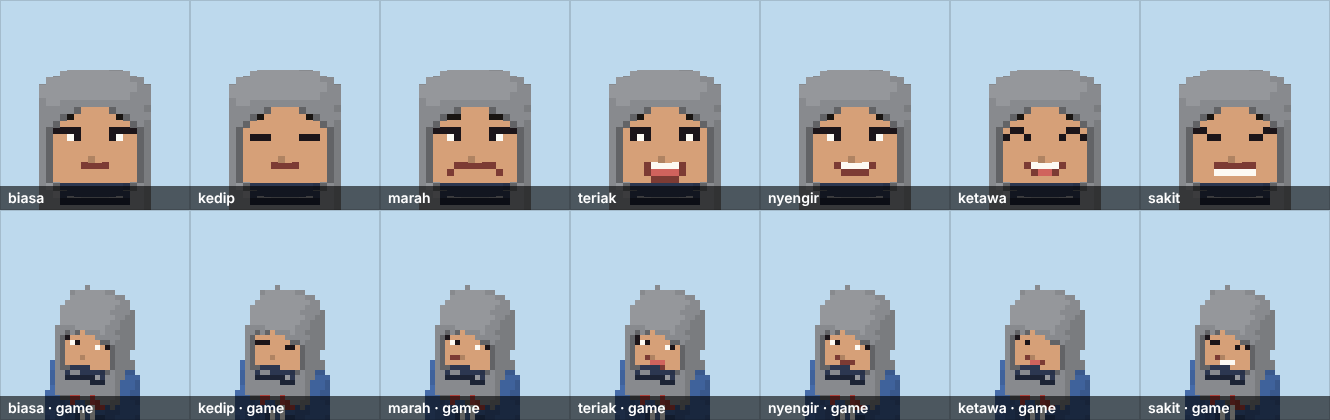 biasa
kedip
marah
teriak
nyengir
ketawa
sakit
biasa · game
kedip · game
marah · game
teriak · game
nyengir · game
ketawa · game
sakit · game